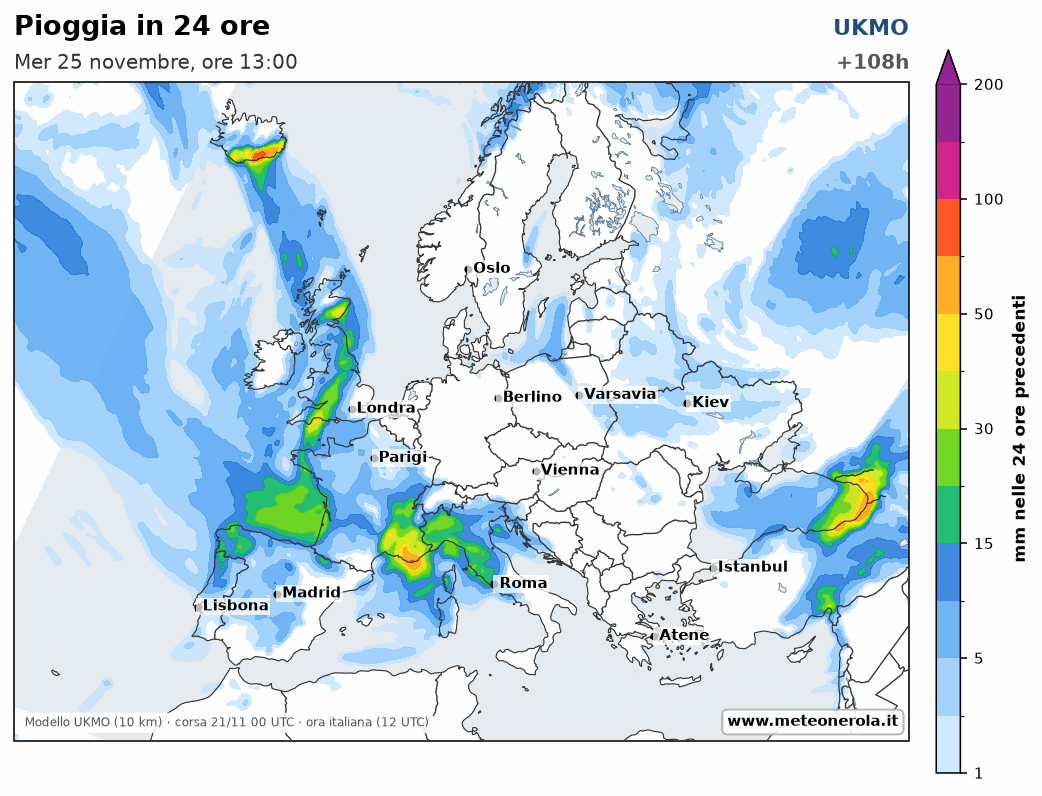 Pioggia in 24 ore
UKMO
Mer 25 novembre, ore 13:00
+108h
200
100
50
30
15
5
1
mm nelle 24 ore precedenti
Oslo
Londra
Berlino
Varsavia
Kiev
Parigi
Vienna
Istanbul
Madrid
Roma
Lisbona
Atene
Modello UKMO (10 km) · corsa 21/11 00 UTC · ora italiana (12 UTC)
www.meteonerola.it